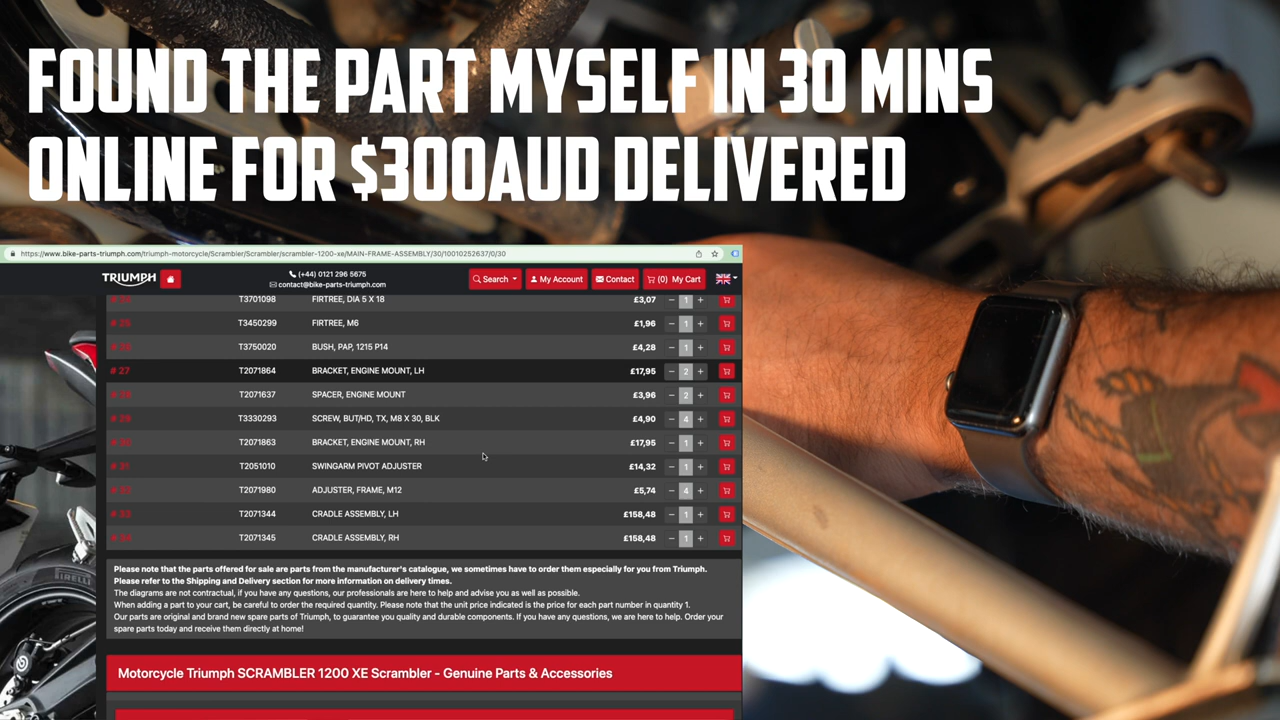 FOUND THE PART MYSELF IN 30 MINS
ONLINE FOR $300AUD DELIVERED
https://www.bike-parts-triumph.com/triumph-motorcycle/Scrambler/Scrambler/scrambler-1200-xe/MAIN-FRAME-ASSEMBLY/30/10010252637/0/30
TRIUMPH
(+44) 0121 296 5675
contact@bike-parts-triumph.com
Search
My Account
Contact
(0) My Cart
T3701098 FIRTREE, DIA 5 X 18 £3,07 − 1 +
# 25 T3450299 FIRTREE, M6 £1,96 − 1 +
# 26 T3750020 BUSH, PAP, 1215 P14 £4,28 − 1 +
# 27 T2071864 BRACKET, ENGINE MOUNT, LH £17,95 − 2 +
# 28 T2071637 SPACER, ENGINE MOUNT £3,96 − 2 +
# 29 T3330293 SCREW, BUT/HD, TX, M8 X 30, BLK £4,90 − 4 +
# 30 T2071863 BRACKET, ENGINE MOUNT, RH £17,95 − 1 +
# 31 T2051010 SWINGARM PIVOT ADJUSTER £14,32 − 1 +
# 32 T2071980 ADJUSTER, FRAME, M12 £5,74 − 4 +
# 33 T2071344 CRADLE ASSEMBLY, LH £158,48 − 1 +
# 34 T2071345 CRADLE ASSEMBLY, RH £158,48 − 1 +
Please note that the parts offered for sale are parts from the manufacturer's catalogue, we sometimes have to order them especially for you from Triumph.
Please refer to the Shipping and Delivery section for more information on delivery times.
The diagrams are not contractual, if you have any questions, our professionals are here to help and advise you as well as possible.
When adding a part to your cart, be careful to order the required quantity. Please note that the unit price indicated is the price for each part number in quantity 1.
Our parts are original and brand new spare parts of Triumph, to guarantee you quality and durable components. If you have any questions, we are here to help. Order your
spare parts today and receive them directly at home!
Motorcycle Triumph SCRAMBLER 1200 XE Scrambler - Genuine Parts & Accessories
PIRELLI